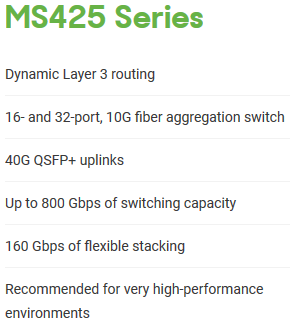 MS425 Series
Dynamic Layer 3 routing
16- and 32-port, 10G fiber aggregation switch
40G QSFP+ uplinks
Up to 800 Gbps of switching capacity
160 Gbps of flexible stacking
Recommended for very high-performance
environments